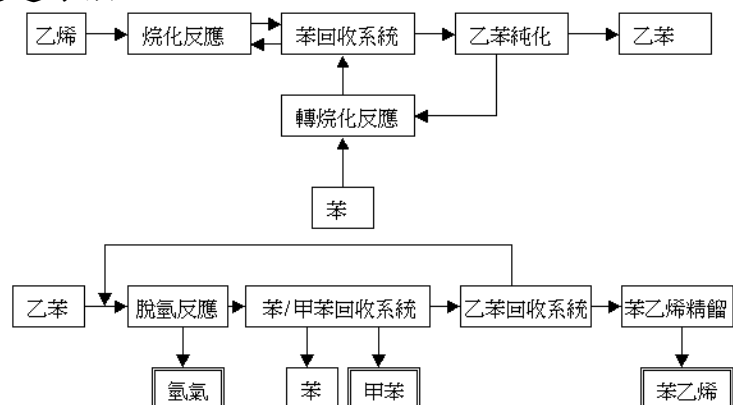 乙烯 烷化反應 苯回收系統 乙苯純化 乙苯
轉烷化反應
苯
乙苯 脫氫反應 苯/甲苯回收系統 乙苯回收系統 苯乙烯精餾
氫氣 苯 甲苯 苯乙烯